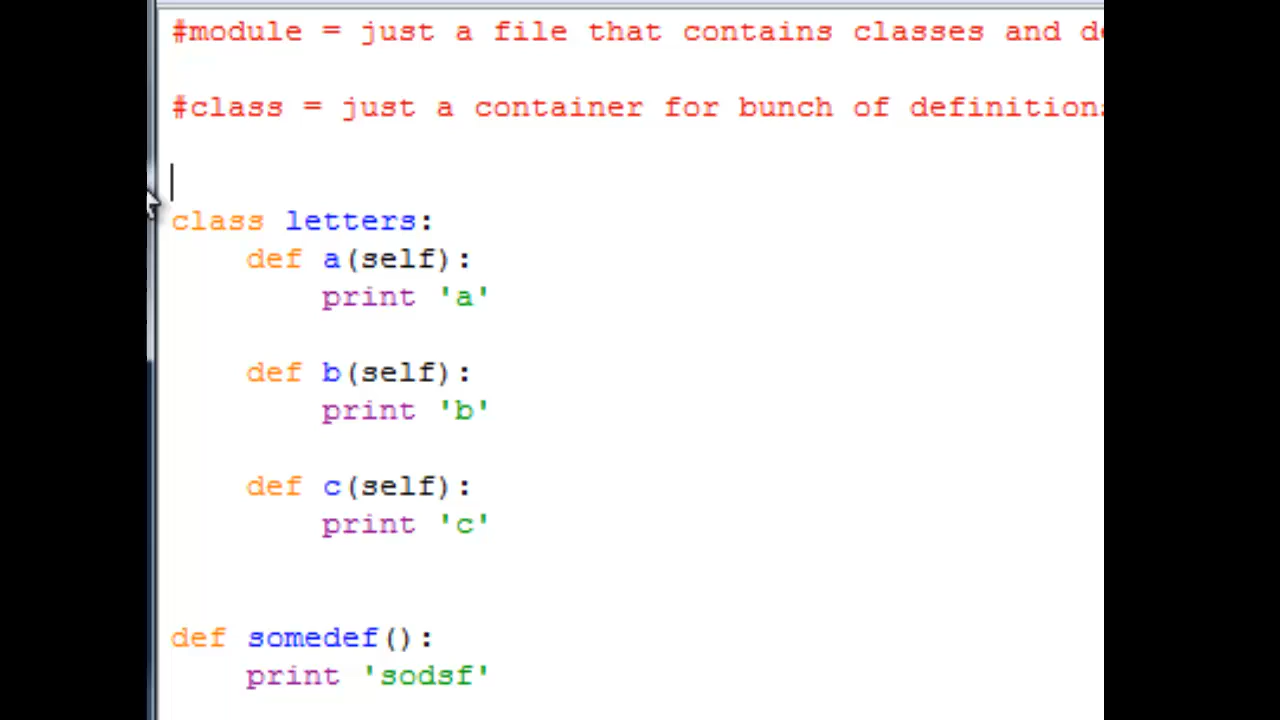 #module = just a file that contains classes and
#class = just a container for bunch of definitions
class letters:
    def a(self):
        print 'a'
    def b(self):
        print 'b'
    def c(self):
        print 'c'
def somedef():
    print 'sodsf'